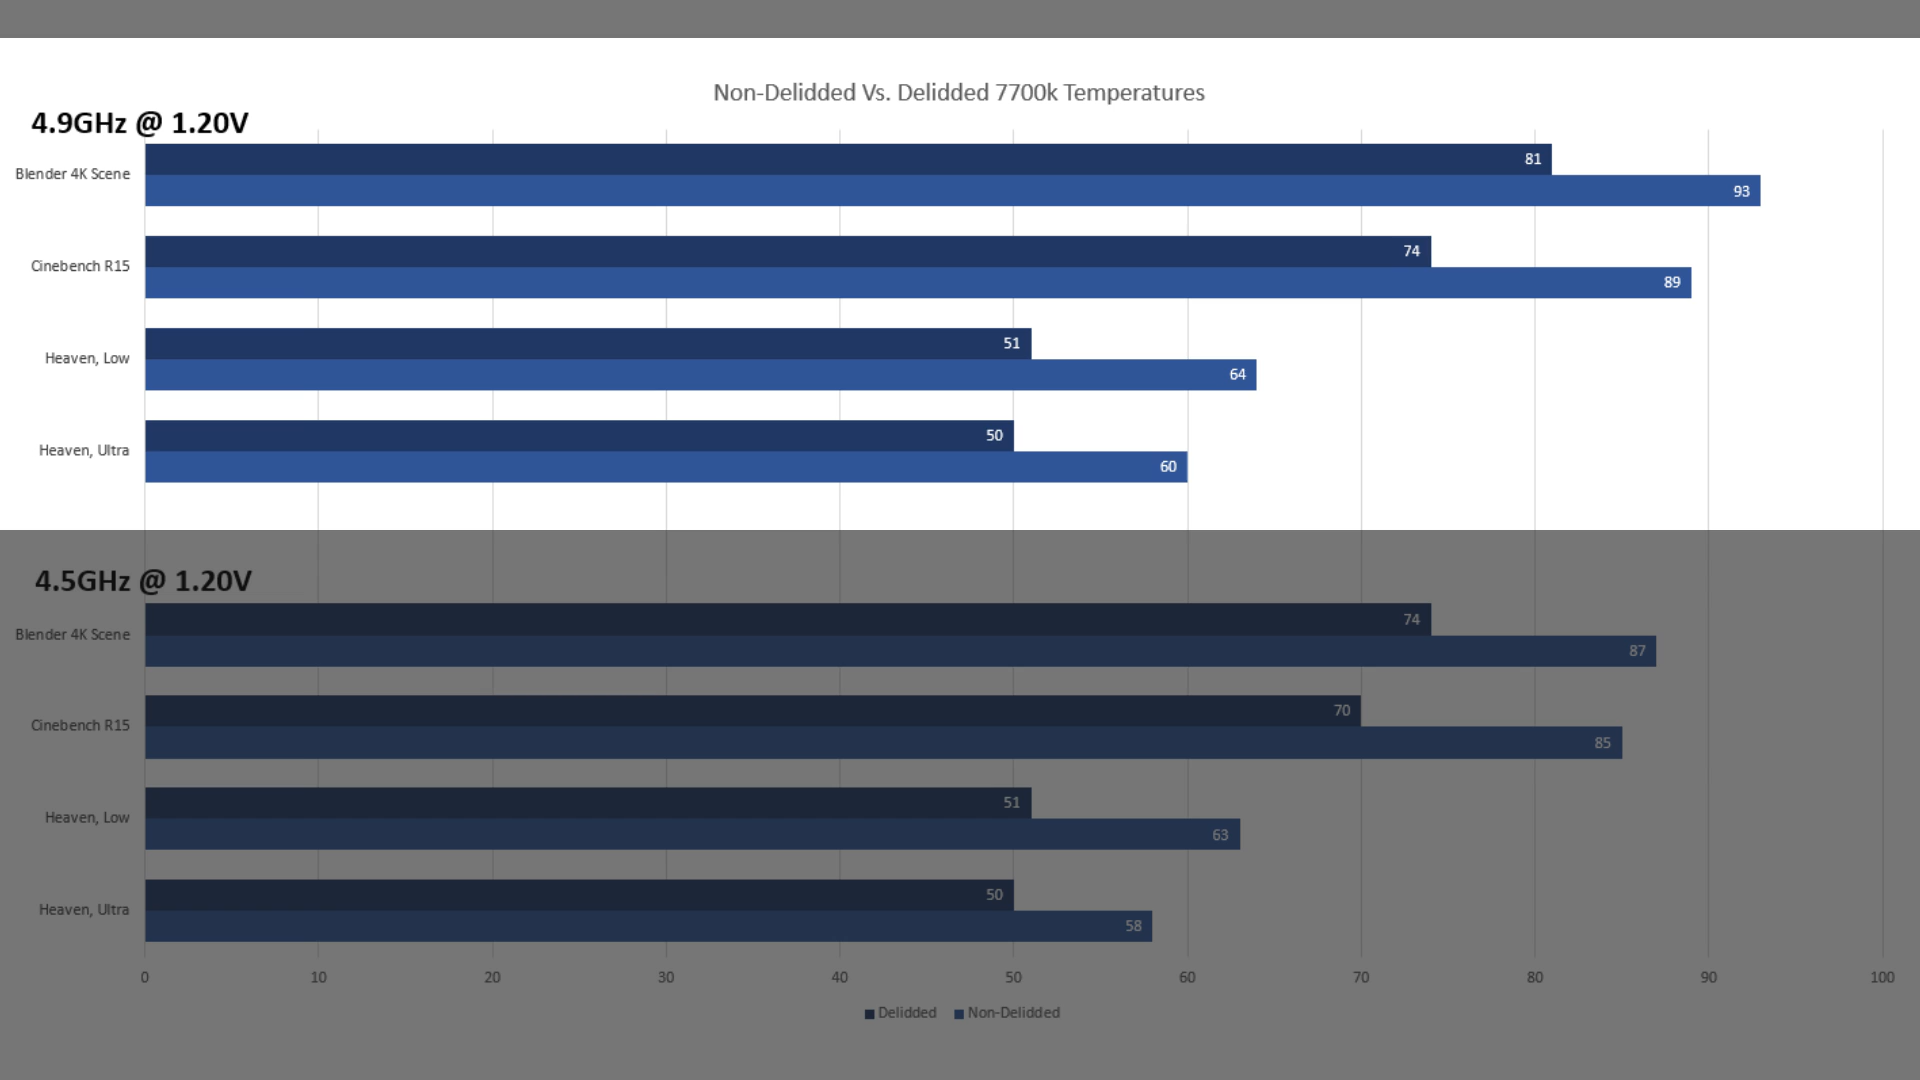 Non-Delidded Vs. Delidded 7700k Temperatures
4.9GHz @ 1.20V
Blender 4K Scene
81
93
Cinebench R15
74
89
Heaven, Low
51
64
Heaven, Ultra
50
60
4.5GHz @ 1.20V
Blender 4K Scene
74
87
Cinebench R15
70
85
Heaven, Low
51
63
Heaven, Ultra
50
58
0 10 20 30 40 50 60 70 80 90 100
Delidded Non-Delidded